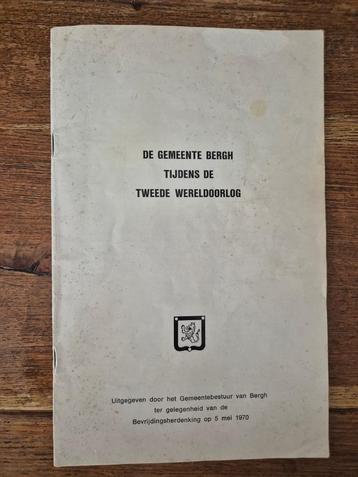 DE GEMEENTE BERGH
TIJDENS DE
TWEEDE WERELDOORLOG
Uitgegeven door het Gemeentebestuur van Bergh
ter gelegenheid van de
Bevrijdingsherdenking op 5 mei 1970